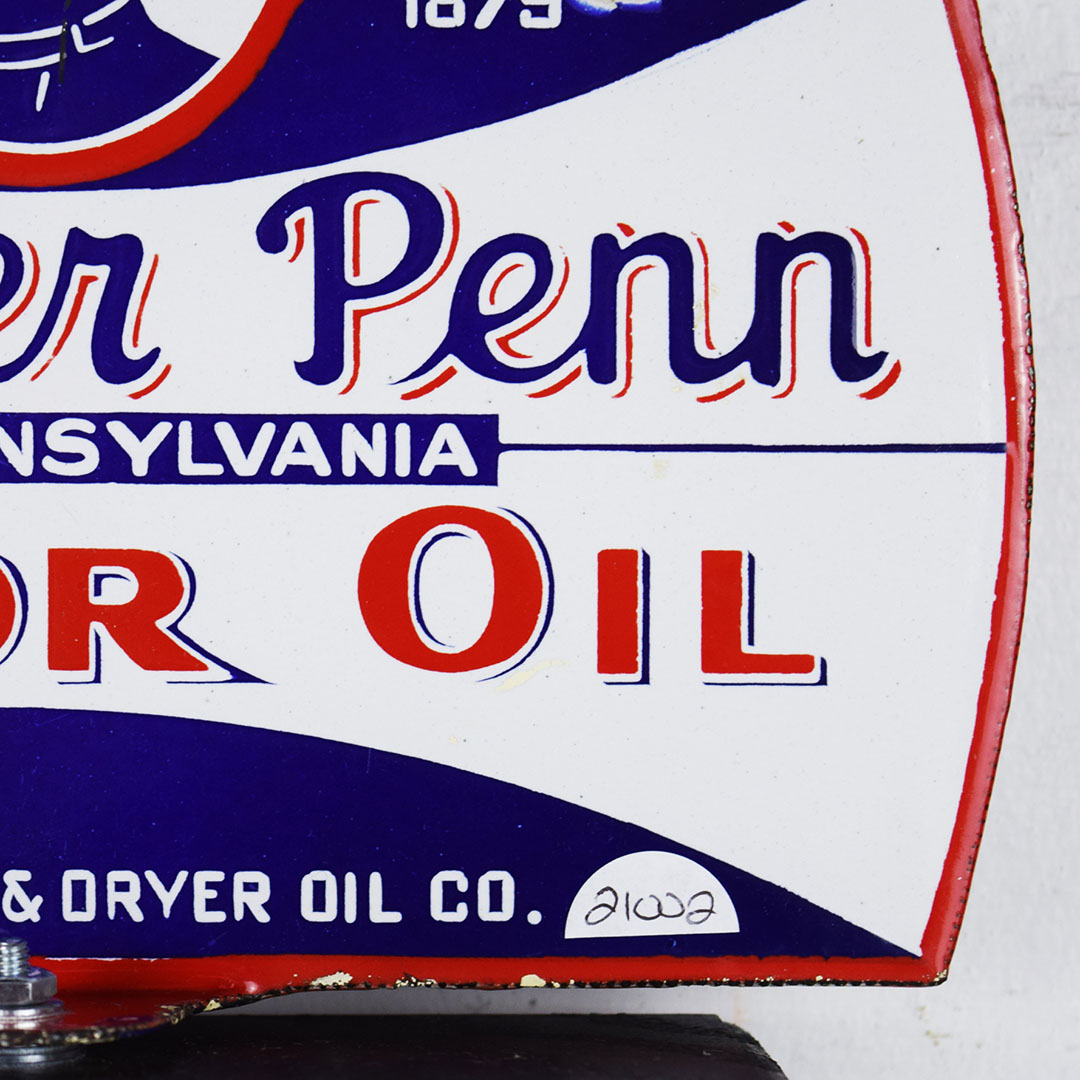 1879
er Penn
NSYLVANIA
OR OIL
& DRYER OIL CO.
21002